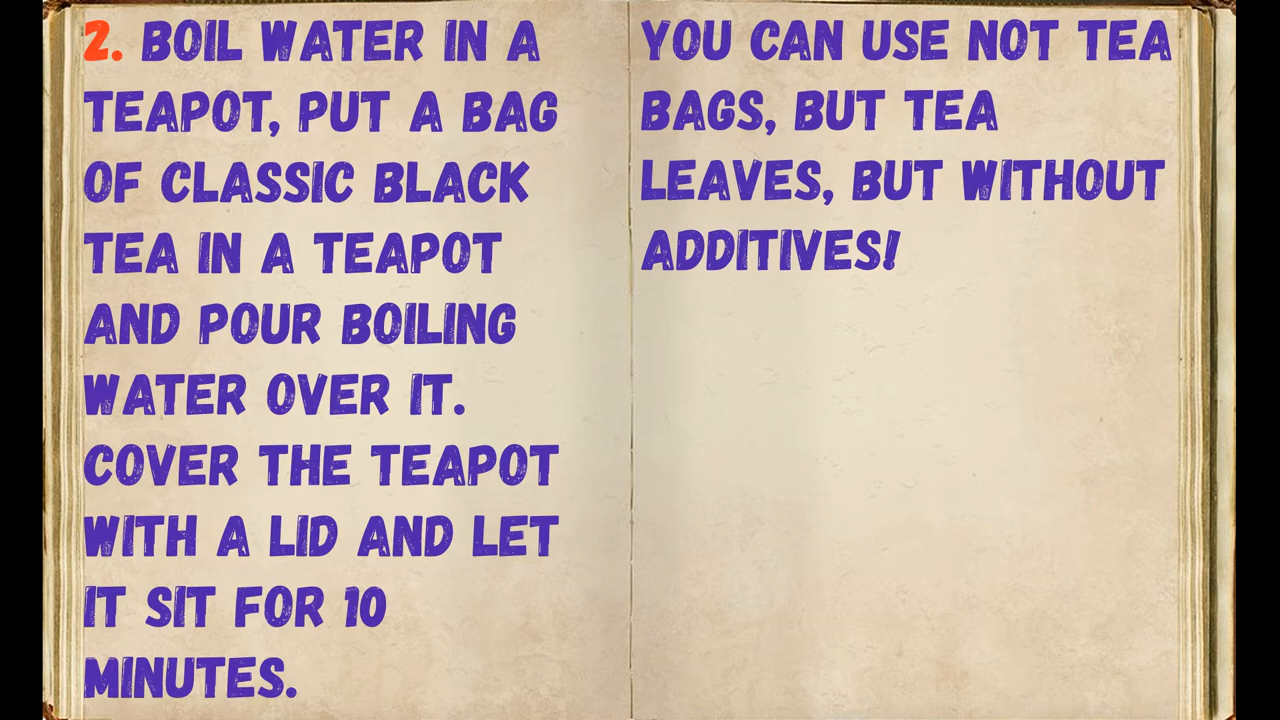 2. BOIL WATER IN A
TEAPOT, PUT A BAG
OF CLASSIC BLACK
TEA IN A TEAPOT
AND POUR BOILING
WATER OVER IT.
COVER THE TEAPOT
WITH A LID AND LET
IT SIT FOR 10
MINUTES.
YOU CAN USE NOT TEA
BAGS, BUT TEA
LEAVES, BUT WITHOUT
ADDITIVES!